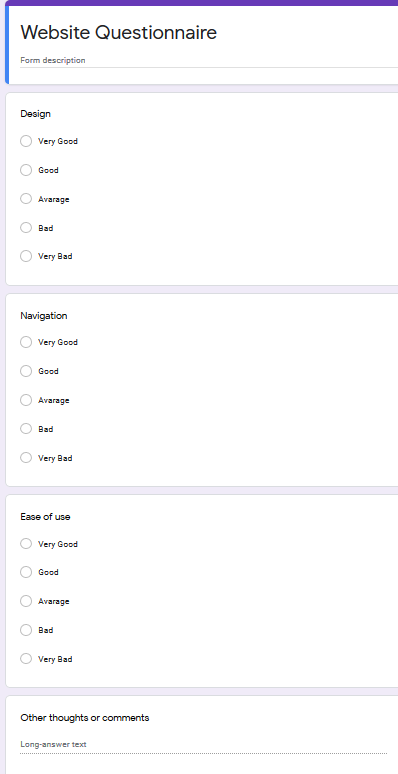 Website Questionnaire
Form description
Design
Very Good
Good
Avarage
Bad
Very Bad
Navigation
Very Good
Good
Avarage
Bad
Very Bad
Ease of use
Very Good
Good
Avarage
Bad
Very Bad
Other thoughts or comments
Long-answer text